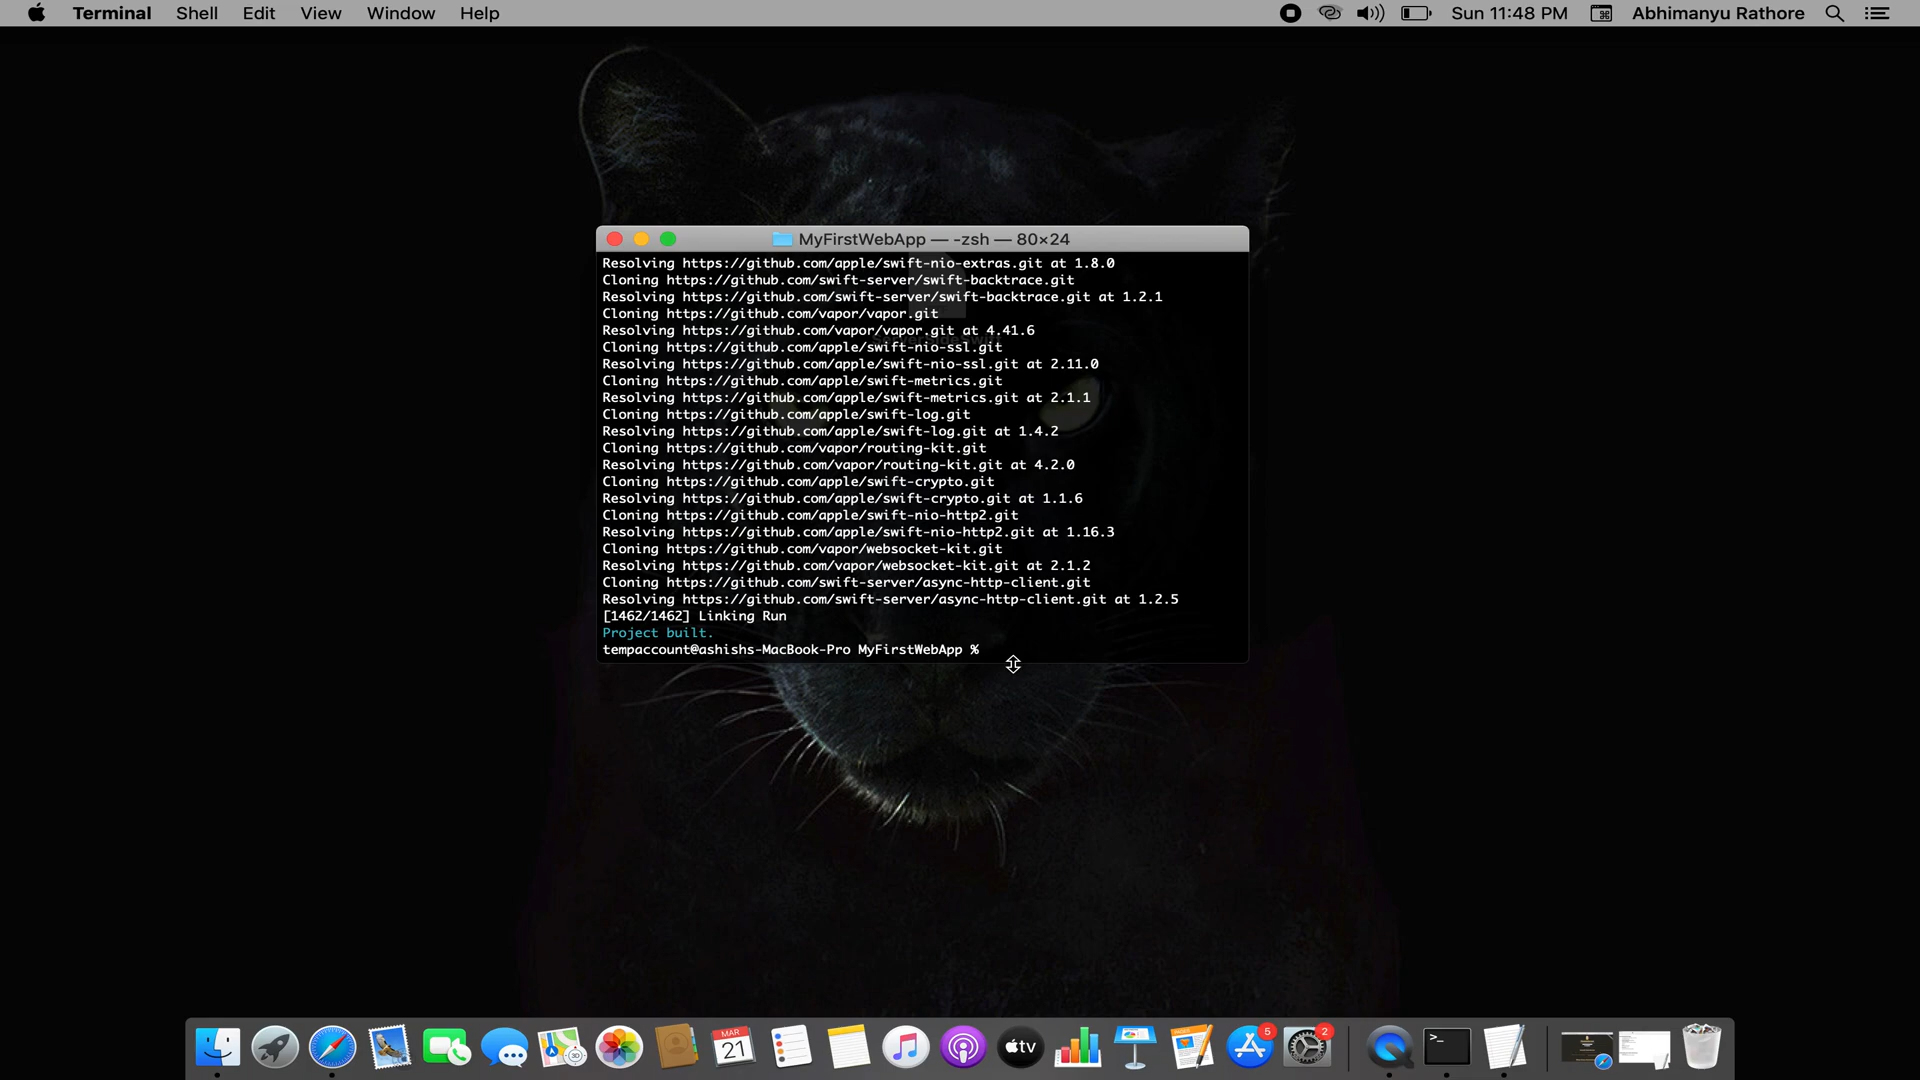 Terminal Shell Edit View Window Help
Sun 11:48 PM Abhimanyu Rathore
MyFirstWebApp — -zsh — 80×24
Resolving https://github.com/apple/swift-nio-extras.git at 1.8.0
Cloning https://github.com/swift-server/swift-backtrace.git
Resolving https://github.com/swift-server/swift-backtrace.git at 1.2.1
Cloning https://github.com/vapor/vapor.git
Resolving https://github.com/vapor/vapor.git at 4.41.6
ServerSideSwift
Cloning https://github.com/apple/swift-nio-ssl.git
Resolving https://github.com/apple/swift-nio-ssl.git at 2.11.0
Cloning https://github.com/apple/swift-metrics.git
Resolving https://github.com/apple/swift-metrics.git at 2.1.1
Cloning https://github.com/apple/swift-log.git
Resolving https://github.com/apple/swift-log.git at 1.4.2
Cloning https://github.com/vapor/routing-kit.git
Resolving https://github.com/vapor/routing-kit.git at 4.2.0
Cloning https://github.com/apple/swift-crypto.git
Resolving https://github.com/apple/swift-crypto.git at 1.1.6
Cloning https://github.com/apple/swift-nio-http2.git
Resolving https://github.com/apple/swift-nio-http2.git at 1.16.3
Cloning https://github.com/vapor/websocket-kit.git
Resolving https://github.com/vapor/websocket-kit.git at 2.1.2
Cloning https://github.com/swift-server/async-http-client.git
Resolving https://github.com/swift-server/async-http-client.git at 1.2.5
[1462/1462] Linking Run
Project built.
tempaccount@ashishs-MacBook-Pro MyFirstWebApp %
3D
MAR
21
tv
PAGES
5
2
>_